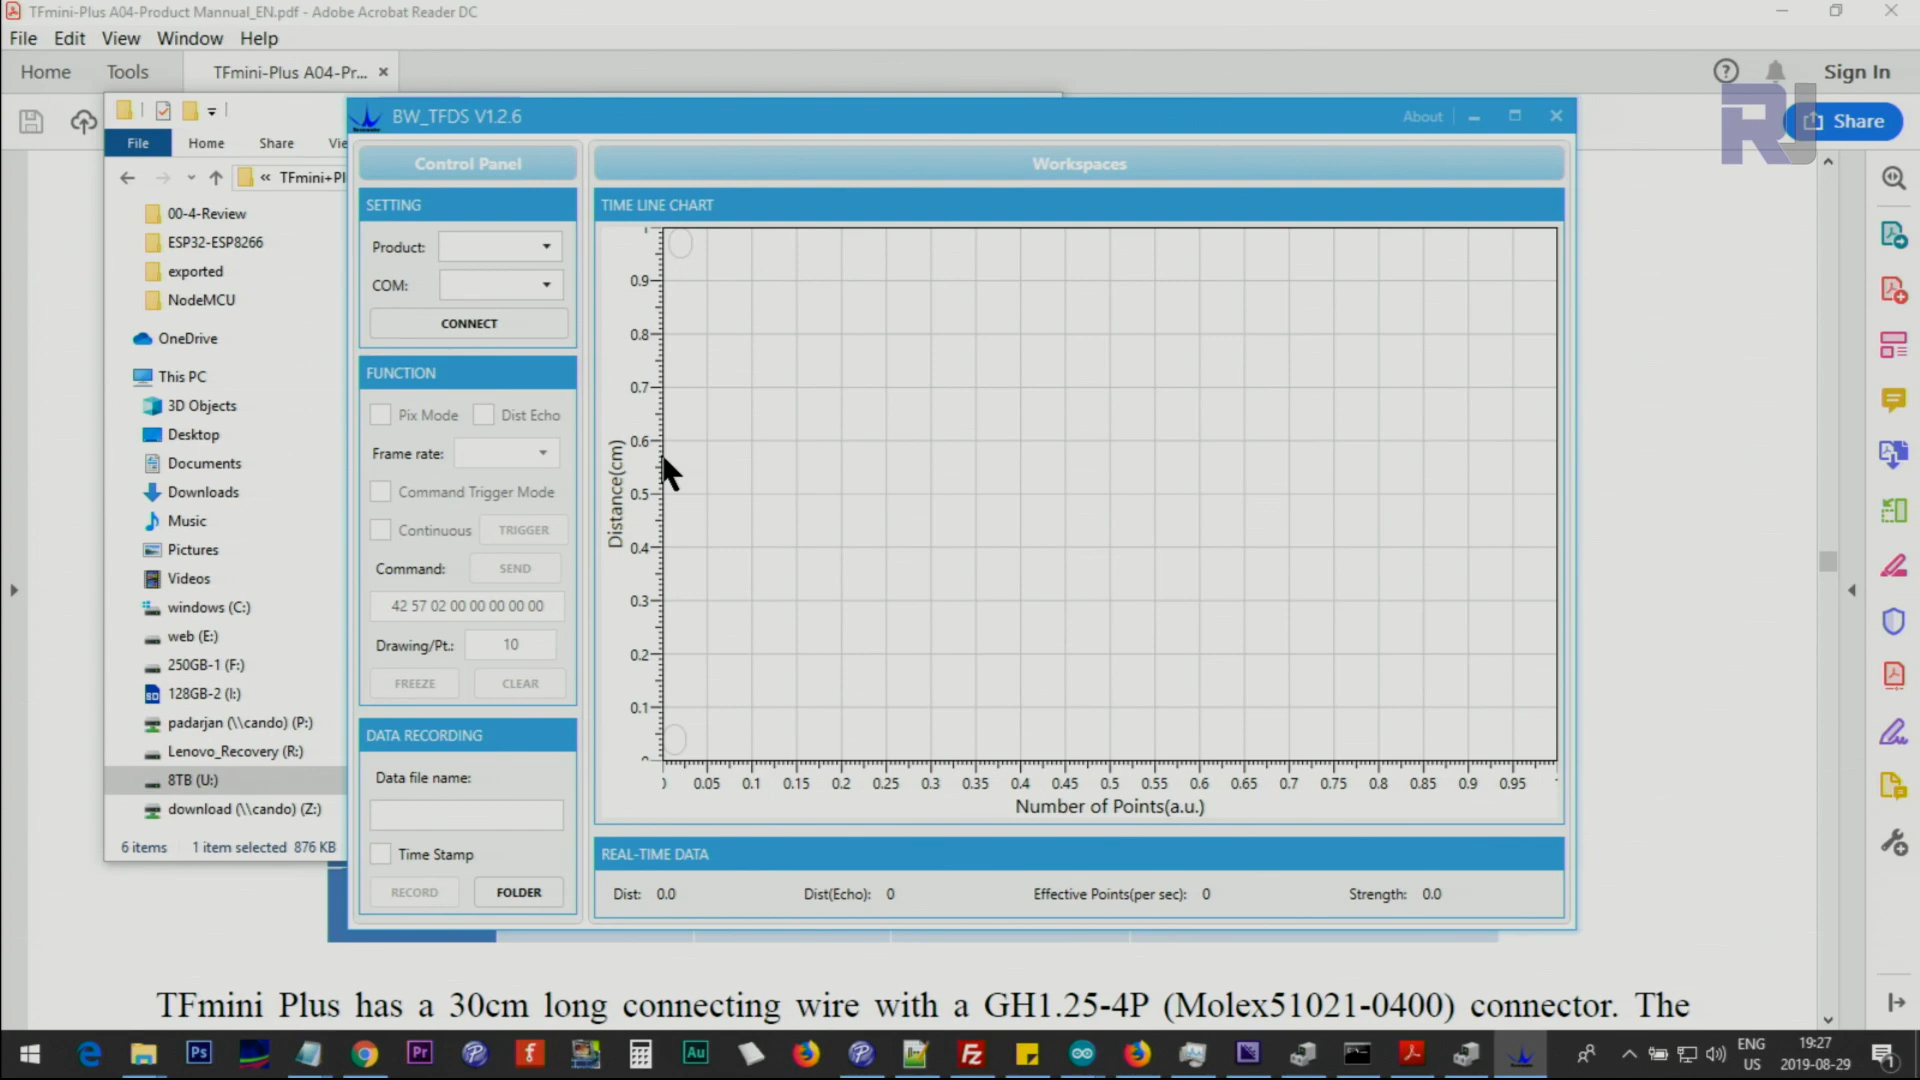 TFmini-Plus A04-Product Mannual_EN.pdf - Adobe Acrobat Reader DC
File Edit View Window Help
Home Tools TFmini-Plus A04-Pr... Sign In
Share
RJ
File Home Share
TFmini+Pl
00-4-Review
ESP32-ESP8266
exported
NodeMCU
OneDrive
This PC
3D Objects
Desktop
Documents
Downloads
Music
Pictures
Videos
windows (C:)
web (E:)
250GB-1 (F:)
128GB-2 (I:)
padarjan (\\cando) (P:)
Lenovo_Recovery (R:)
8TB (U:)
download (\\cando) (Z:)
6 items 1 item selected 876 KB
BW_TFDS V1.2.6 About
Control Panel
SETTING
Product:
COM:
CONNECT
FUNCTION
Pix Mode Dist Echo
Frame rate:
Command Trigger Mode
Continuous TRIGGER
Command: SEND
42 57 02 00 00 00 00 00
Drawing/Pt.: 10
FREEZE CLEAR
DATA RECORDING
Data file name:
Time Stamp
RECORD FOLDER
Workspaces
TIME LINE CHART
0.9
0.8
0.7
0.6
0.5
0.4
0.3
0.2
0.1
Distance(cm)
0.05 0.1 0.15 0.2 0.25 0.3 0.35 0.4 0.45 0.5 0.55 0.6 0.65 0.7 0.75 0.8 0.85 0.9 0.95
Number of Points(a.u.)
REAL-TIME DATA
Dist: 0.0 Dist(Echo): 0 Effective Points(per sec): 0 Strength: 0.0
TFmini Plus has a 30cm long connecting wire with a GH1.25-4P (Molex51021-0400) connector. The
ENG
US
19:27
2019-08-29